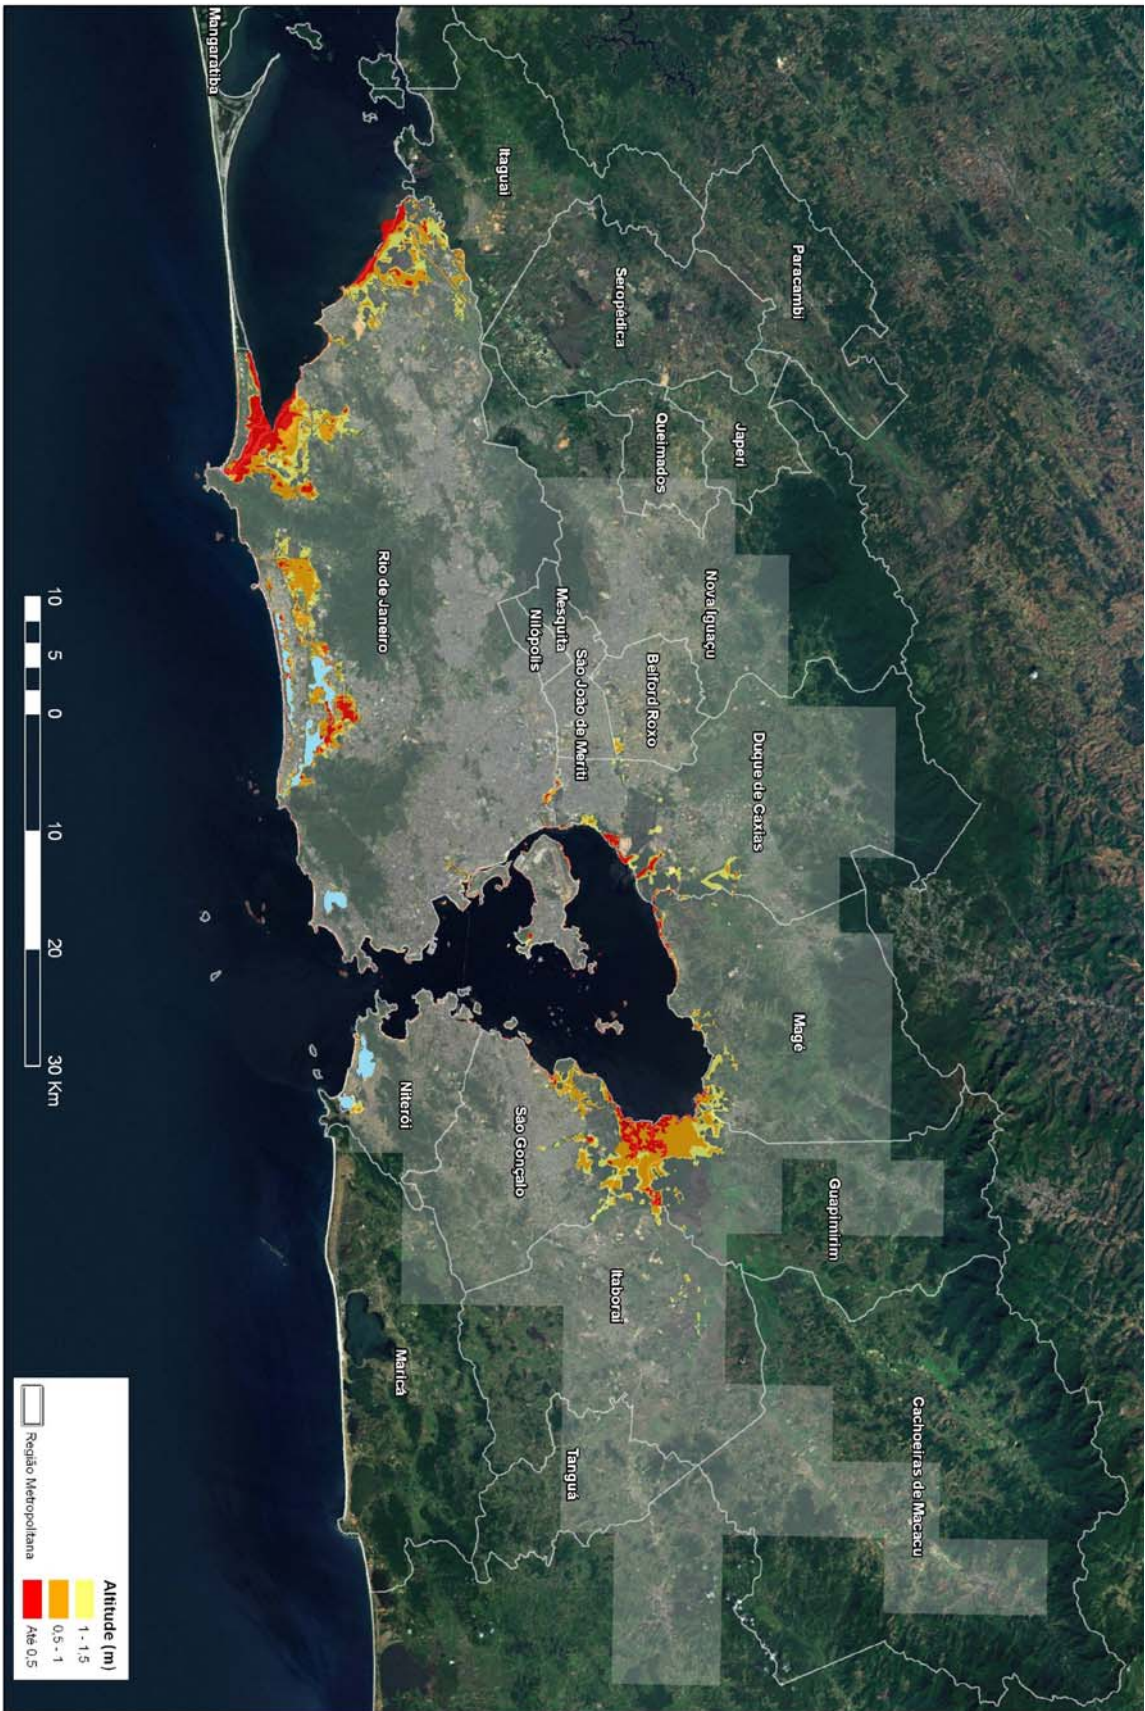 Paracambi
Mangaratiba
Itaguaí
Seropédica
Japeri
Queimados
Nova Iguaçu
Duque de Caxias
Belford Roxo
Mesquita
São João de Meriti
Nilópolis
Rio de Janeiro
Magé
Guapimirim
Cachoeiras de Macacu
Itaboraí
São Gonçalo
Niterói
Tanguá
Maricá
10 5 0 10 20 30 Km
Altitude (m)
1 - 1,5
0,5 - 1
Até 0,5
Região Metropolitana